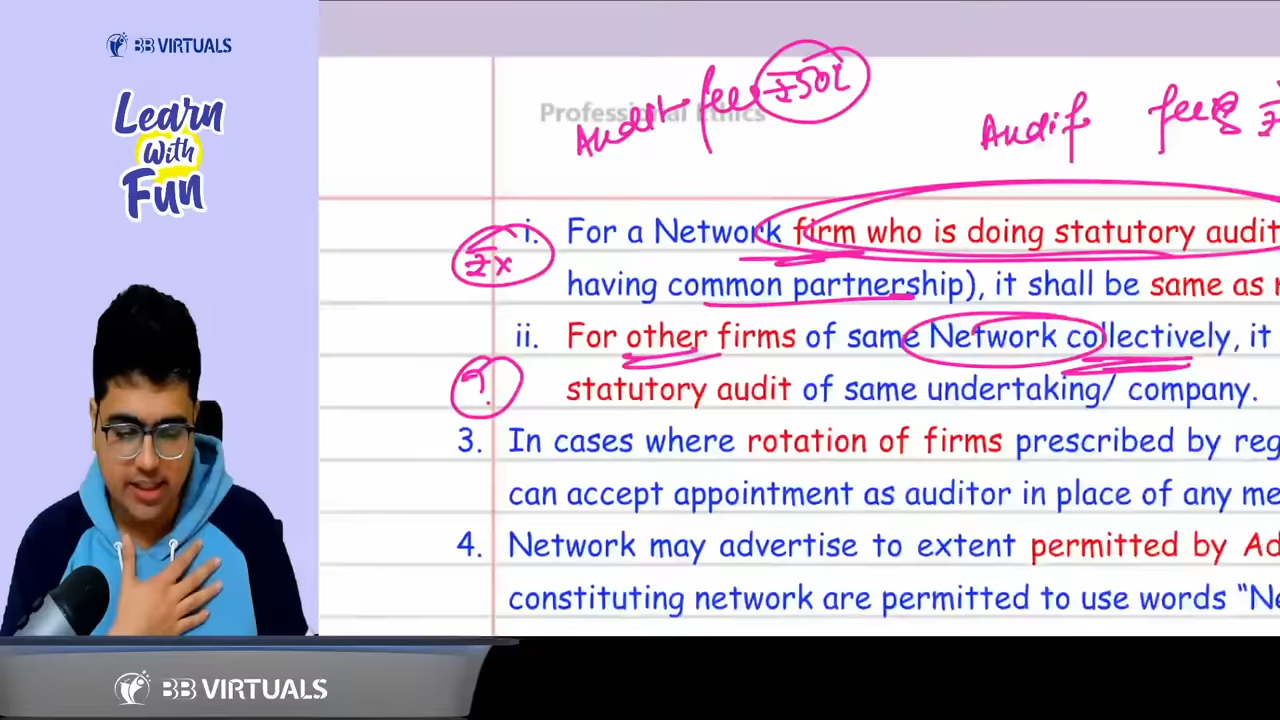 BB VIRTUALS
Learn
With
Fun
Professional Ethics
Audit fees ₹50L
Audit fees ₹
i. For a Network firm who is doing statutory audit
having common partnership), it shall be same as
₹x
ii. For other firms of same Network collectively, it
statutory audit of same undertaking/ company.
?
3. In cases where rotation of firms prescribed by reg
can accept appointment as auditor in place of any me
4. Network may advertise to extent permitted by Ad
constituting network are permitted to use words “Ne
BB VIRTUALS